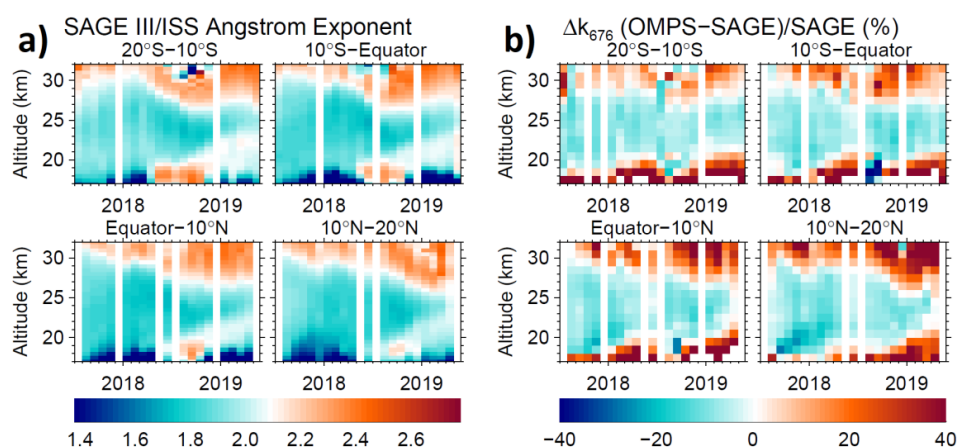 a) SAGE III/ISS Angstrom Exponent
20°S−10°S 10°S−Equator
Altitude (km)
30
25
20
2018 2019 2018 2019
Equator−10°N 10°N−20°N
Altitude (km)
30
25
20
2018 2019 2018 2019
1.4 1.6 1.8 2.0 2.2 2.4 2.6
b) Δk676 (OMPS−SAGE)/SAGE (%)
20°S−10°S 10°S−Equator
Altitude (km)
30
25
20
2018 2019 2018 2019
Equator−10°N 10°N−20°N
Altitude (km)
30
25
20
2018 2019 2018 2019
−40 −20 0 20 40